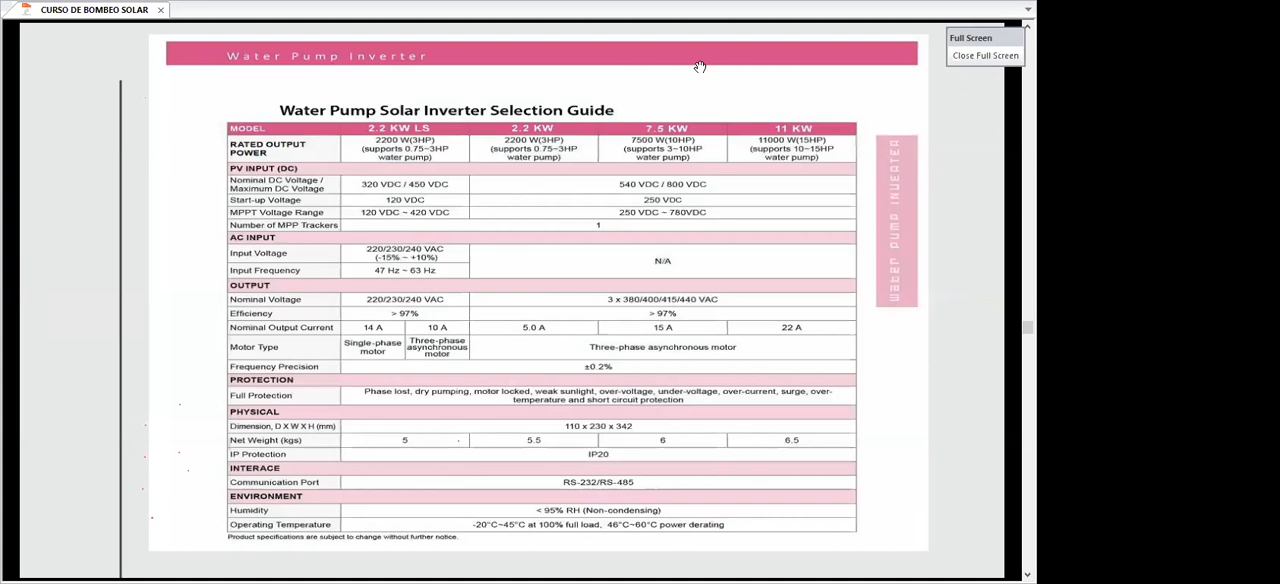 CURSO DE BOMBEO SOLAR
Full Screen
Close Full Screen
Water Pump Inverter
Water Pump Solar Inverter Selection Guide
MODEL 2.2 KW LS 2.2 KW 7.5 KW 11 KW
RATED OUTPUT POWER 2200 W(3HP) (supports 0.75~3HP water pump) 2200 W(3HP) (supports 0.75~3HP water pump) 7500 W(10HP) (supports 3~10HP water pump) 11000 W(15HP) (supports 10~15HP water pump)
PV INPUT (DC)
Nominal DC Voltage / Maximum DC Voltage 320 VDC / 450 VDC 540 VDC / 800 VDC
Start-up Voltage 120 VDC 250 VDC
MPPT Voltage Range 120 VDC ~ 420 VDC 250 VDC ~ 780VDC
Number of MPP Trackers 1
AC INPUT
Input Voltage 220/230/240 VAC (-15% ~ +10%) N/A
Input Frequency 47 Hz ~ 63 Hz
OUTPUT
Nominal Voltage 220/230/240 VAC 3 x 380/400/415/440 VAC
Efficiency > 97% > 97%
Nominal Output Current 14 A 10 A 5.0 A 15 A 22 A
Motor Type Single-phase motor Three-phase asynchronous motor Three-phase asynchronous motor
Frequency Precision ±0.2%
PROTECTION
Full Protection Phase lost, dry pumping, motor locked, weak sunlight, over-voltage, under-voltage, over-current, surge, over-temperature and short circuit protection
PHYSICAL
Dimension, D X W X H (mm) 110 x 230 x 342
Net Weight (kgs) 5 5.5 6 6.5
IP Protection IP20
INTERACE
Communication Port RS-232/RS-485
ENVIRONMENT
Humidity < 95% RH (Non-condensing)
Operating Temperature -20°C~45°C at 100% full load, 46°C~60°C power derating
Product specifications are subject to change without further notice.
Water Pump INVERTER